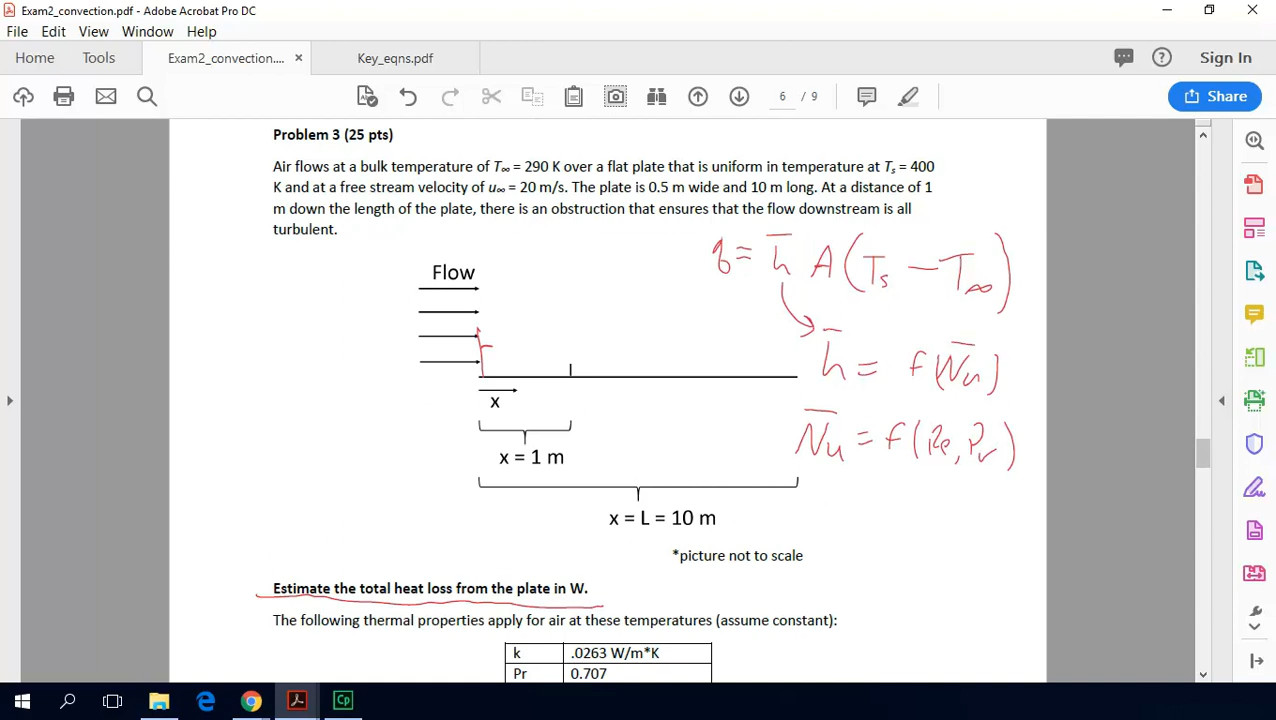 Exam2_convection.pdf - Adobe Acrobat Pro DC
File Edit View Window Help
Home Tools Exam2_convection.... × Key_eqns.pdf Sign In
6 / 9 Share
Problem 3 (25 pts)
Air flows at a bulk temperature of T∞ = 290 K over a flat plate that is uniform in temperature at Ts = 400
K and at a free stream velocity of u∞ = 20 m/s. The plate is 0.5 m wide and 10 m long. At a distance of 1
m down the length of the plate, there is an obstruction that ensures that the flow downstream is all
turbulent.
q = h̄ A (Ts − T∞)
Flow
h̄ = f(N̄u)
x
N̄u = f(Re, Pr)
x = 1 m
x = L = 10 m
*picture not to scale
Estimate the total heat loss from the plate in W.
The following thermal properties apply for air at these temperatures (assume constant):
k .0263 W/m*K
Pr 0.707
Cp